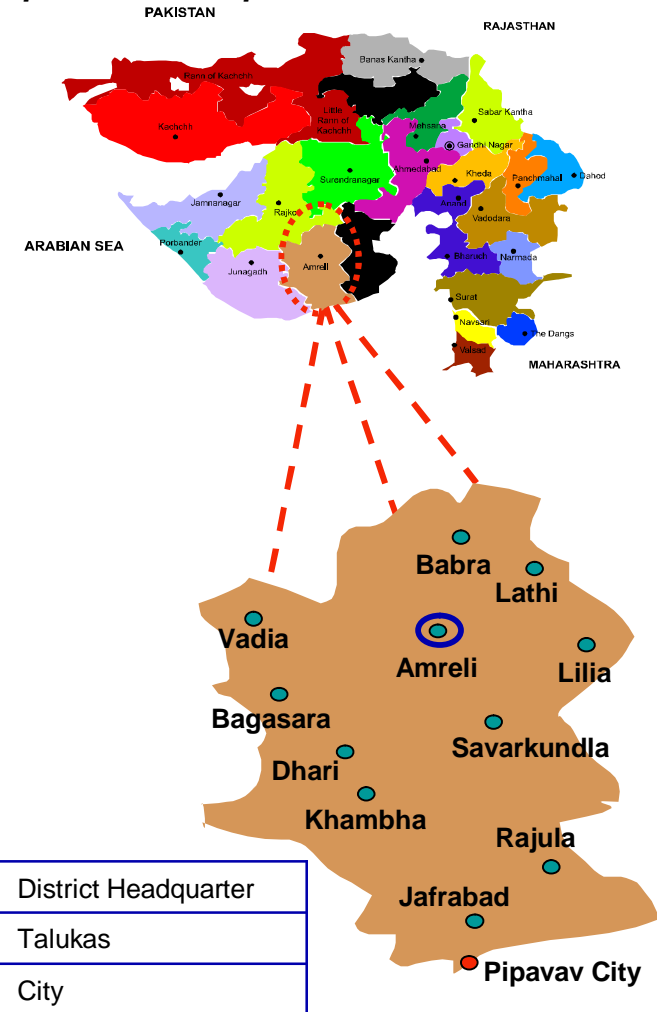 PAKISTAN
RAJASTHAN
Banas Kantha
Rann of Kachchh
Little
Rann of
Kachchh
Sabar Kantha
Kachchh
Mehsana
Gandhi Nagar
Ahmedabad
Surendranagar
Kheda
Panchmahal
Dahod
Jamnanagar
Rajko
Anand
Vadodara
ARABIAN SEA
Porbander
Junagadh
Amreli
Bharuch
Narmada
Surat
Navsari
The Dangs
Valsad
MAHARASHTRA
Babra
Lathi
Vadia
Amreli
Lilia
Bagasara
Savarkundla
Dhari
Khambha
Rajula
Jafrabad
Pipavav City
District Headquarter
Talukas
City